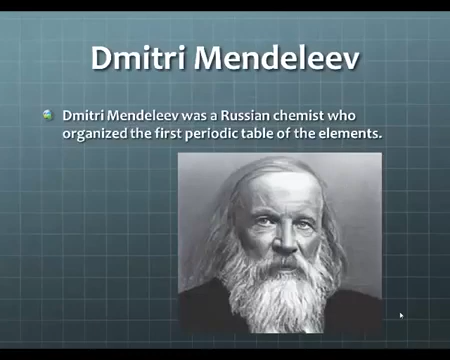 Dmitri Mendeleev
Dmitri Mendeleev was a Russian chemist who
organized the first periodic table of the elements.